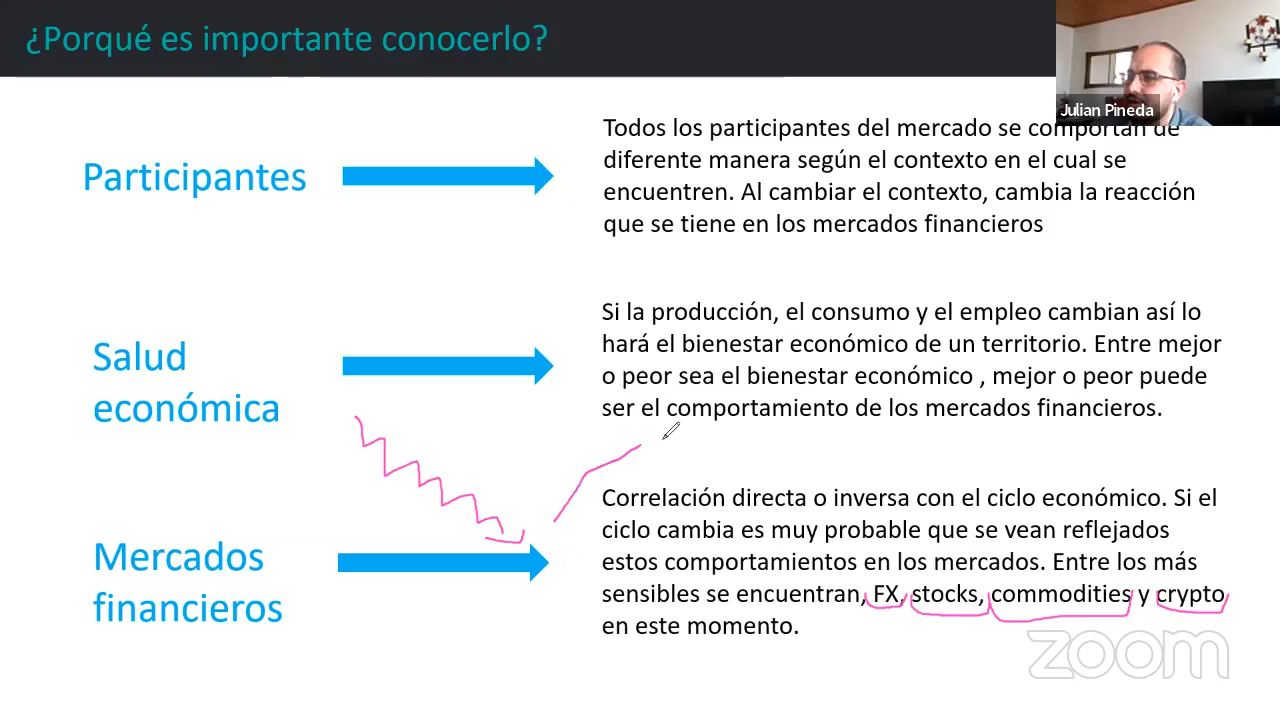 ¿Porqué es importante conocerlo?
Julian Pineda
Participantes
Todos los participantes del mercado se comportan de
diferente manera según el contexto en el cual se
encuentren. Al cambiar el contexto, cambia la reacción
que se tiene en los mercados financieros
Salud
económica
Si la producción, el consumo y el empleo cambian así lo
hará el bienestar económico de un territorio. Entre mejor
o peor sea el bienestar económico , mejor o peor puede
ser el comportamiento de los mercados financieros.
Mercados
financieros
Correlación directa o inversa con el ciclo económico. Si el
ciclo cambia es muy probable que se vean reflejados
estos comportamientos en los mercados. Entre los más
sensibles se encuentran, FX, stocks, commodities y crypto
en este momento.
zoom